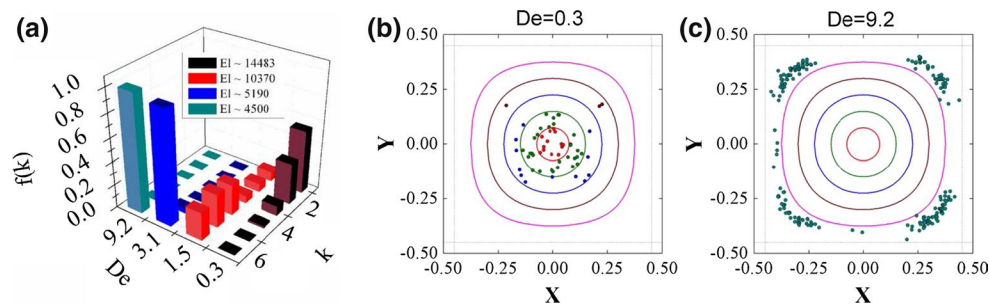 (a)
El ~ 14483
El ~ 10370
El ~ 5190
El ~ 4500
f(k)
1.0
0.8
0.6
0.4
0.2
0.0
9.2
3.1
1.5
0.3
De
6
4
2
k
(b)
De=0.3
0.50
0.25
0.00
-0.25
-0.50
Y
-0.50 -0.25 0.00 0.25 0.50
X
(c)
De=9.2
0.50
0.25
0.00
-0.25
-0.50
Y
-0.50 -0.25 0.00 0.25 0.50
X